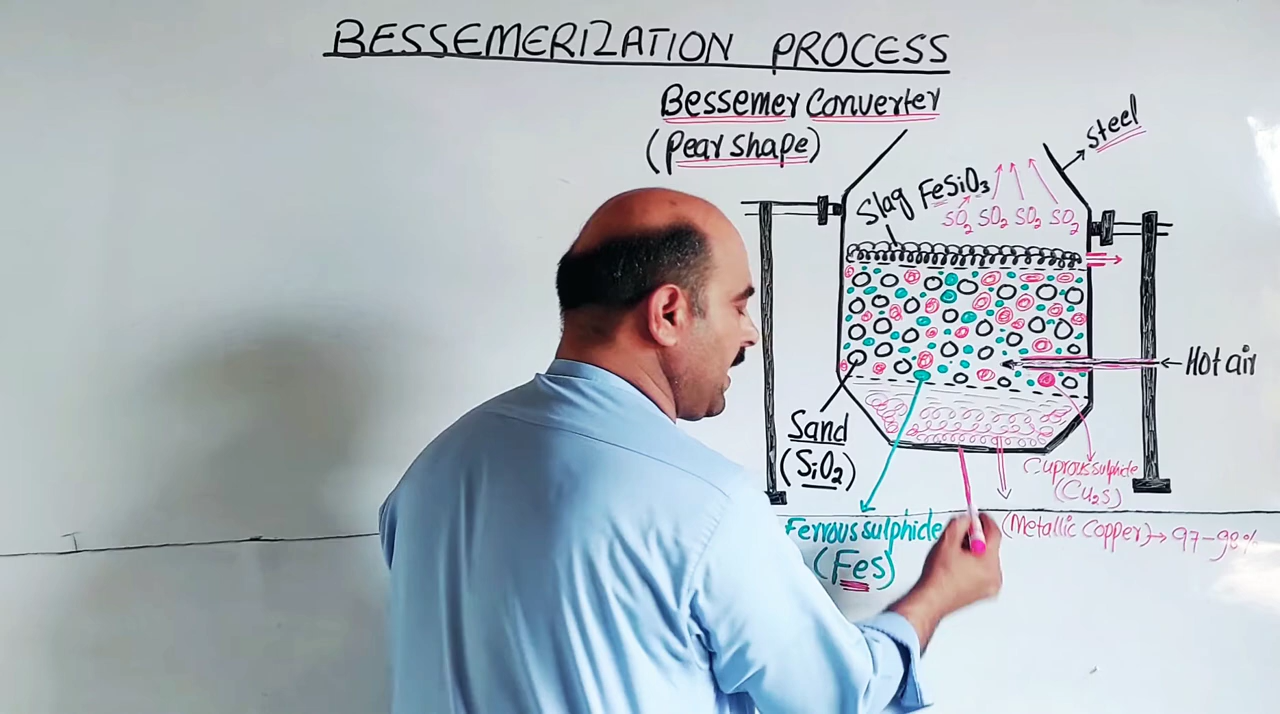 BESSEMERIZATION PROCESS
Bessemer Converter
(Pear shape)
Steel
Slag FeSiO3
SO2 SO2 SO2 SO2
Hot air
Sand
(SiO2)
Cuprous sulphide
(Cu2S)
Ferrous sulphide
(FeS)
(Metallic copper) → 97-98%